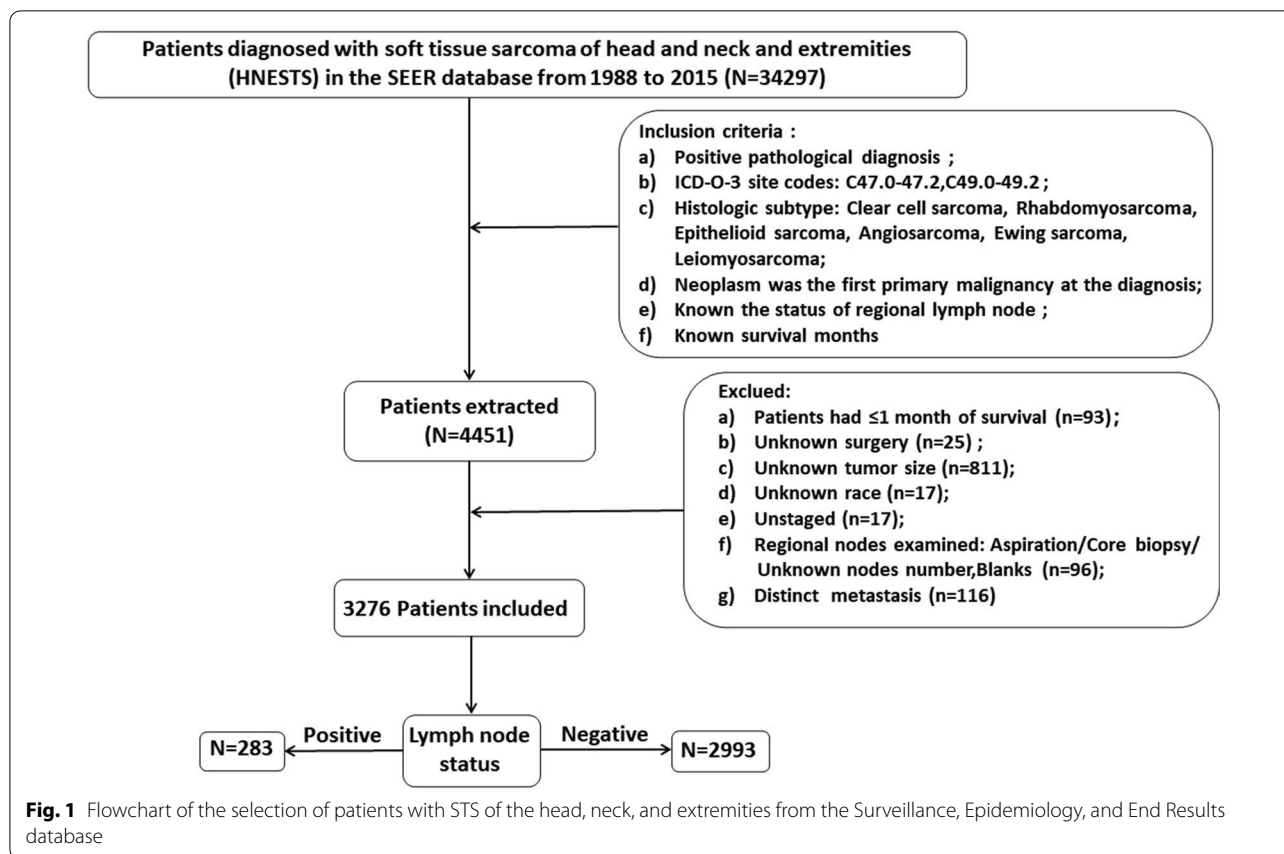 Patients diagnosed with soft tissue sarcoma of head and neck and extremities
(HNESTS) in the SEER database from 1988 to 2015 (N=34297)
Inclusion criteria :
a) Positive pathological diagnosis ;
b) ICD-O-3 site codes: C47.0-47.2,C49.0-49.2 ;
c) Histologic subtype: Clear cell sarcoma, Rhabdomyosarcoma,
Epithelioid sarcoma, Angiosarcoma, Ewing sarcoma,
Leiomyosarcoma;
d) Neoplasm was the first primary malignancy at the diagnosis;
e) Known the status of regional lymph node ;
f) Known survival months
Patients extracted
(N=4451)
Exclued:
a) Patients had ≤1 month of survival (n=93) ;
b) Unknown surgery (n=25) ;
c) Unknown tumor size (n=811);
d) Unknown race (n=17);
e) Unstaged (n=17);
f) Regional nodes examined: Aspiration/Core biopsy/
Unknown nodes number,Blanks (n=96);
g) Distinct metastasis (n=116)
3276 Patients included
N=283
Positive
Lymph node
status
Negative
N=2993
Fig. 1 Flowchart of the selection of patients with STS of the head, neck, and extremities from the Surveillance, Epidemiology, and End Results
database